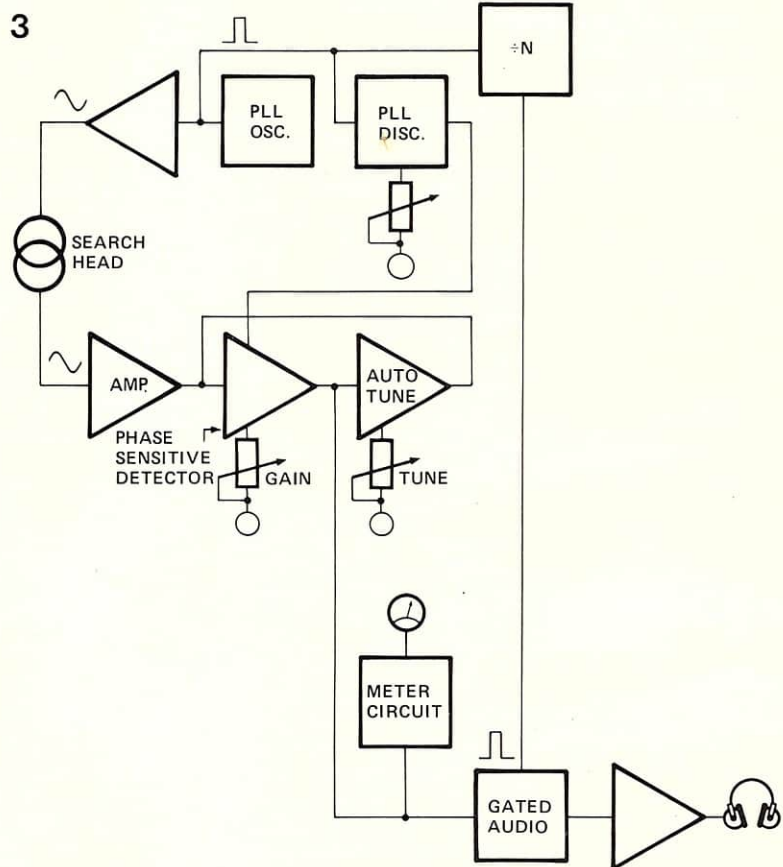 3
÷N
PLL
OSC.
PLL
DISC.
SEARCH
HEAD
AMP.
AUTO
TUNE
PHASE
SENSITIVE
DETECTOR
GAIN
TUNE
METER
CIRCUIT
GATED
AUDIO